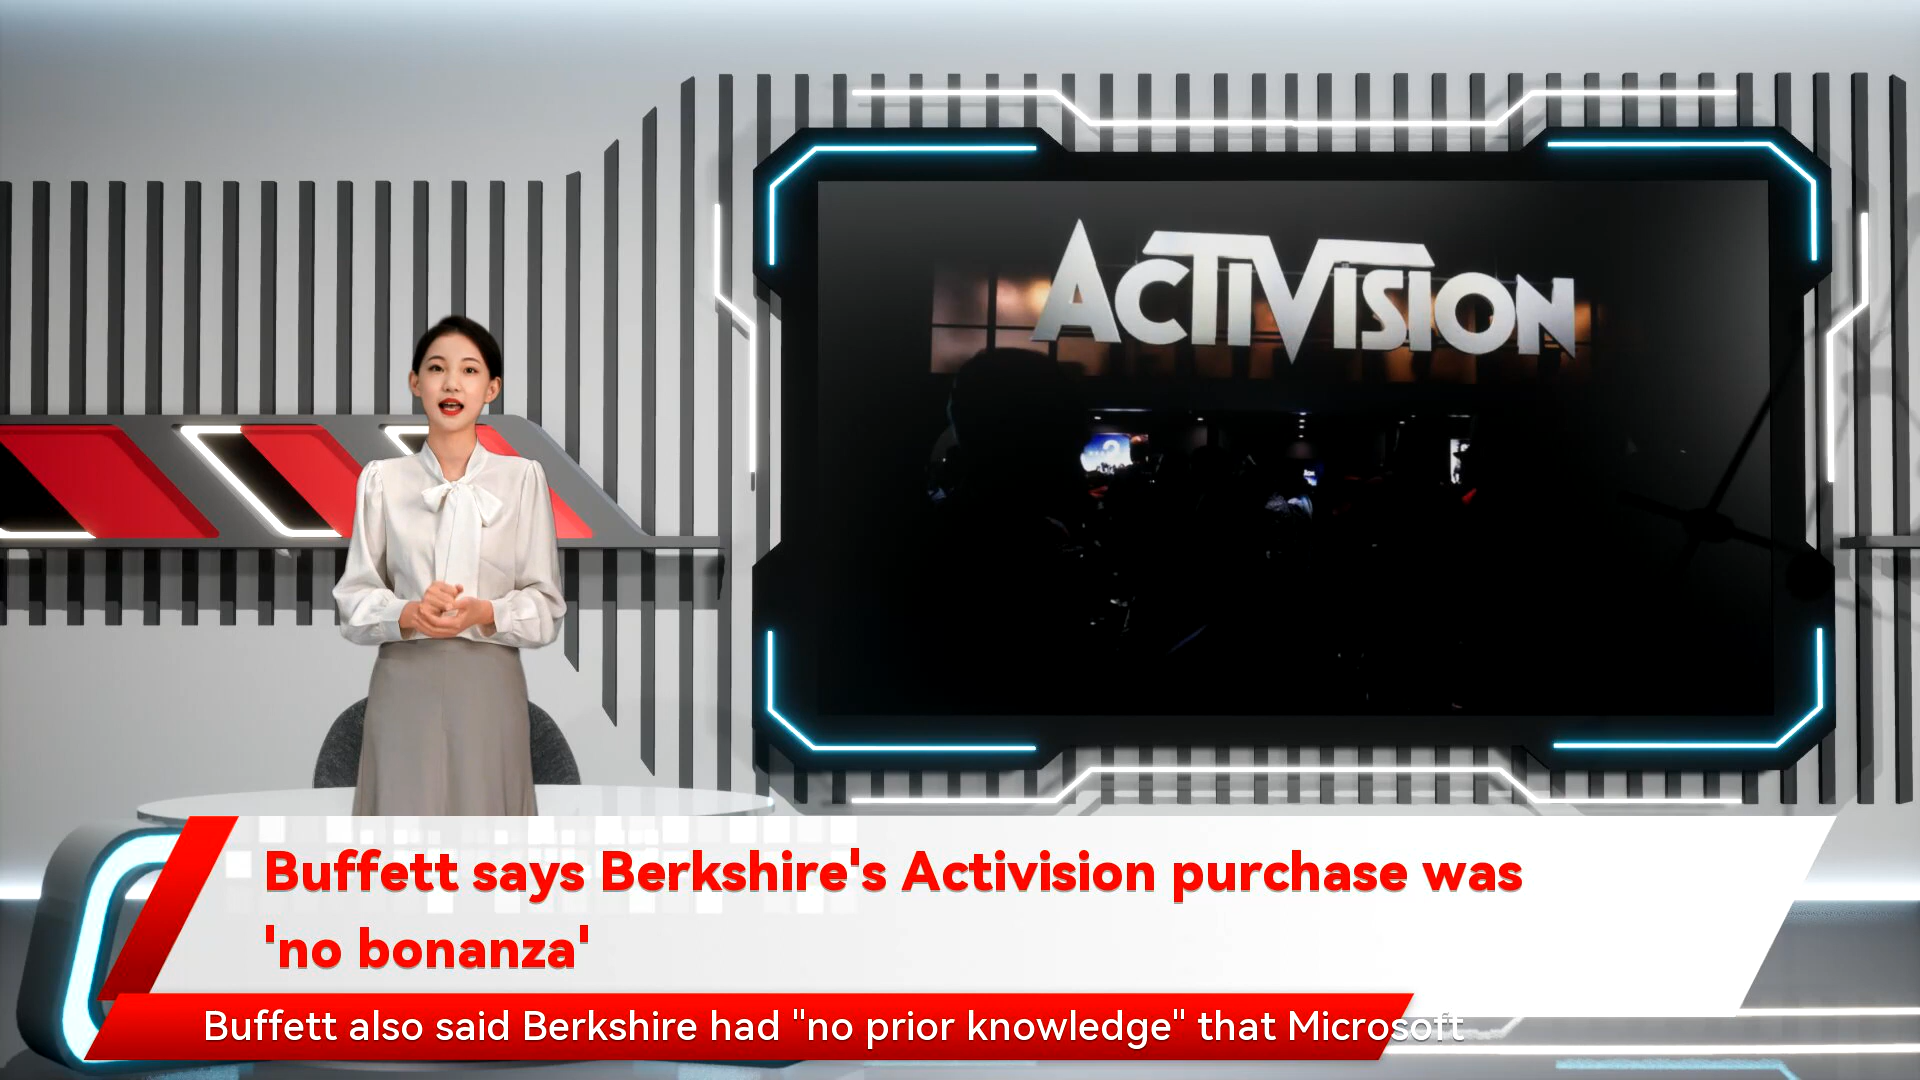 ACTIVISION
Buffett says Berkshire's Activision purchase was
'no bonanza'
Buffett also said Berkshire had "no prior knowledge" that Microsoft